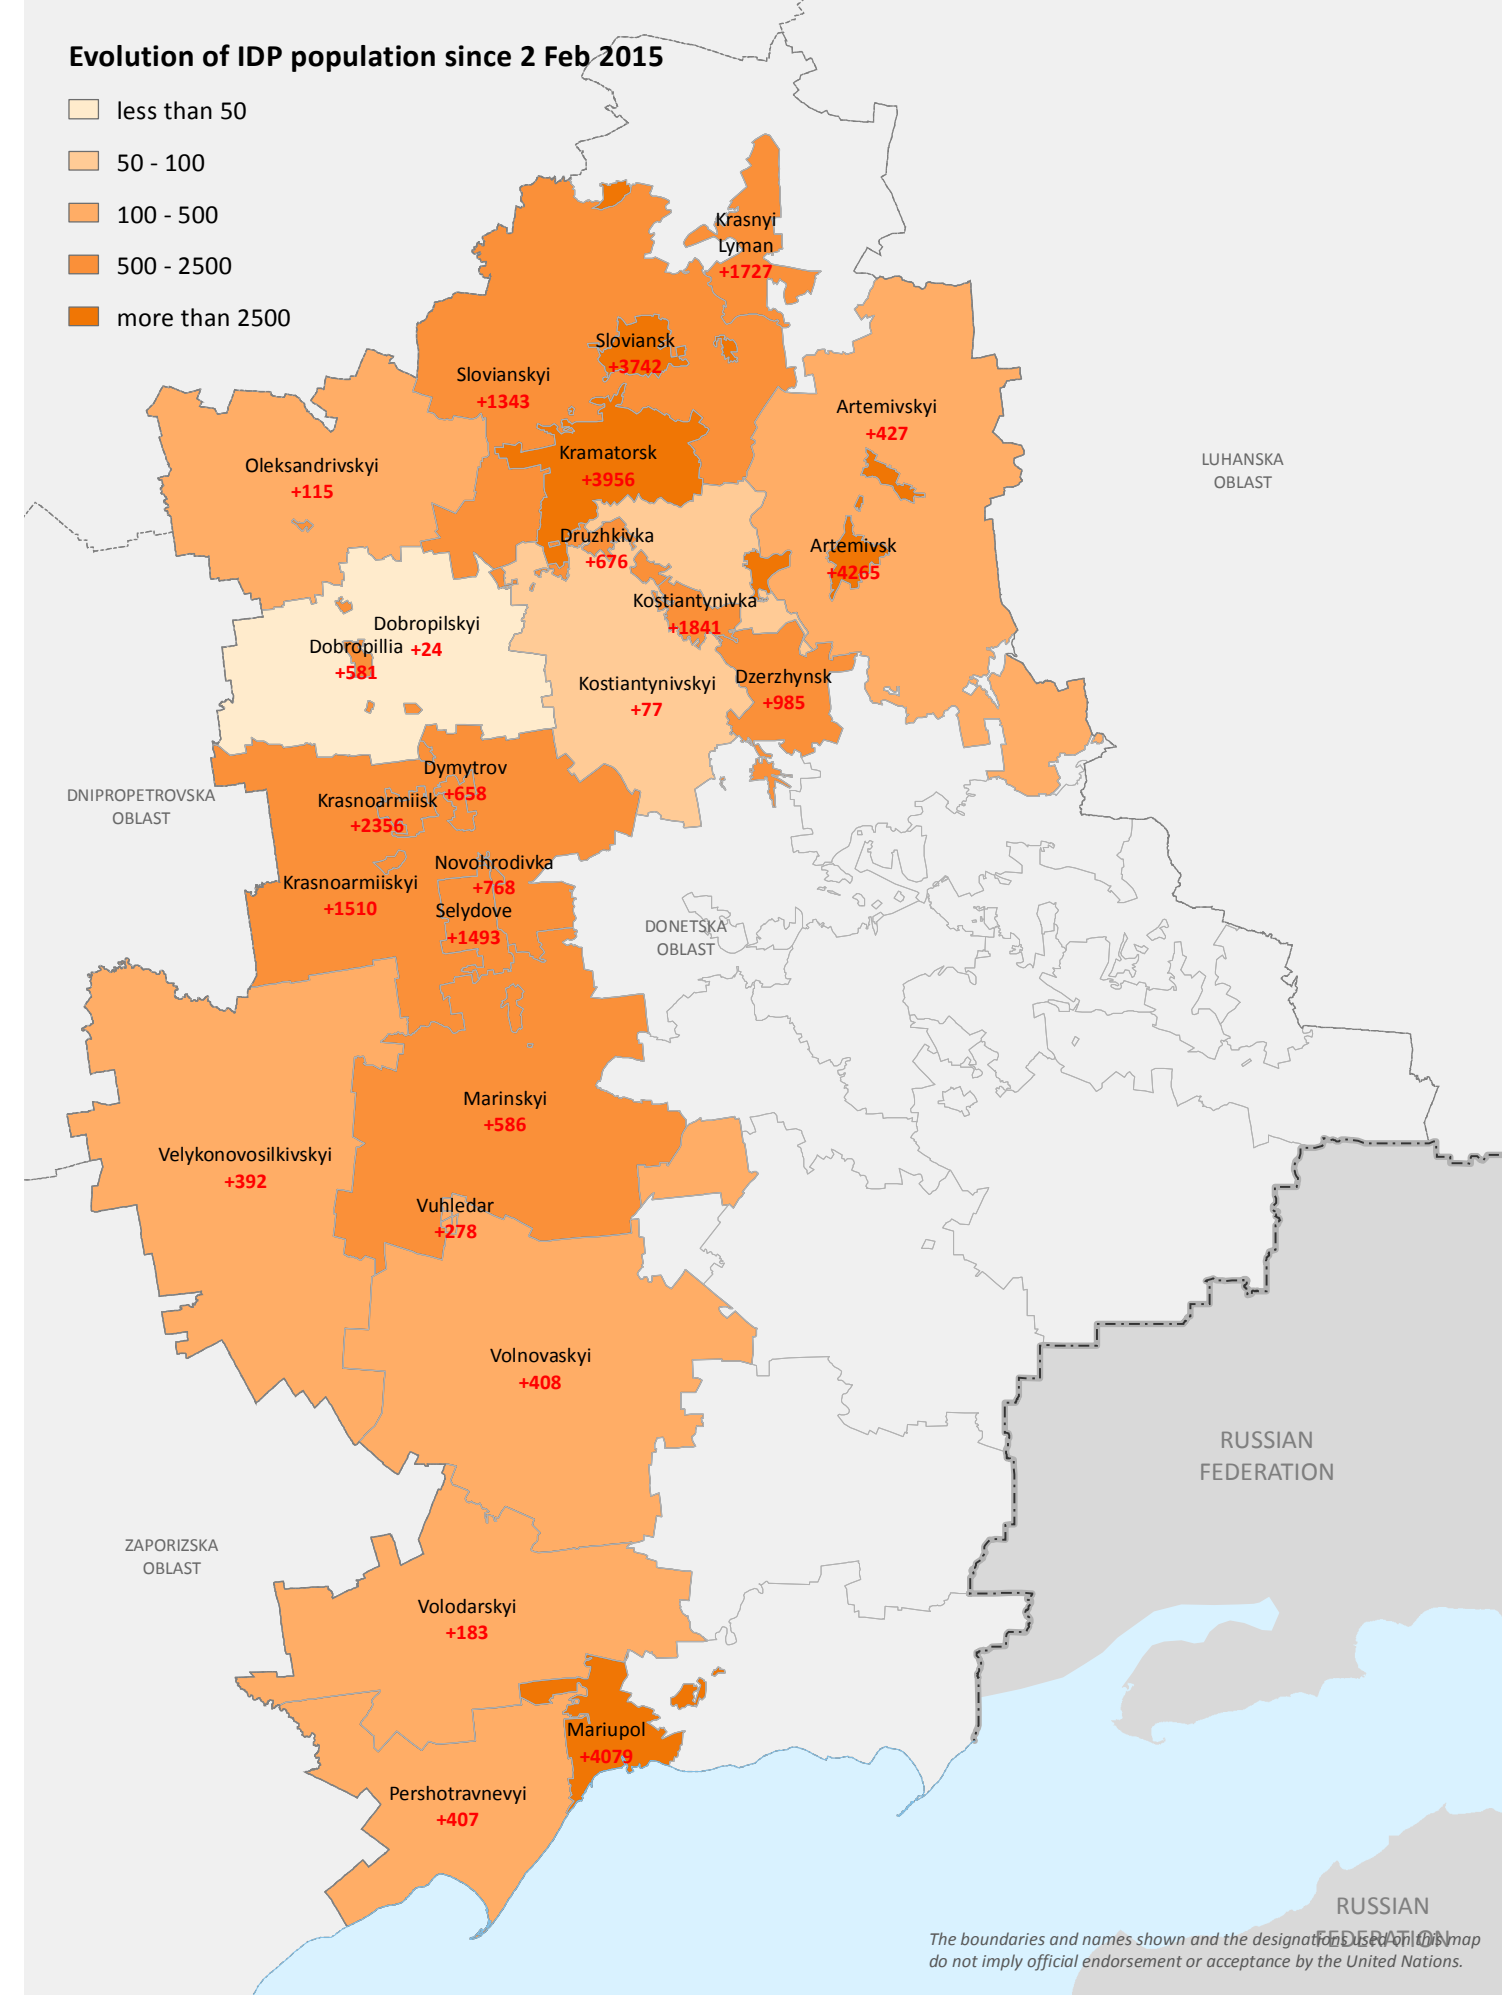 Evolution of IDP population since 2 Feb 2015
less than 50
50 - 100
100 - 500
500 - 2500
more than 2500
Krasnyi
Lyman
+1727
Sloviansk
+3742
Slovianskyi
+1343
Artemivskyi
+427
Kramatorsk
+3956
Oleksandrivskyi
+115
LUHANSKA
OBLAST
Druzhkivka
+676
Artemivsk
+4265
Kostiantynivka
+1841
Dobropilskyi
+24
Dobropillia
+581
Kostiantynivskyi
+77
Dzerzhynsk
+985
Dymytrov
+658
DNIPROPETROVSKA
OBLAST
Krasnoarmiisk
+2356
Novohrodivka
+768
Krasnoarmiiskyi
+1510
Selydove
+1493
DONETSKA
OBLAST
Marinskyi
+586
Velykonovosilkivskyi
+392
Vuhledar
+278
Volnovaskyi
+408
RUSSIAN
FEDERATION
ZAPORIZSKA
OBLAST
Volodarskyi
+183
Mariupol
+4079
Pershotravnevyi
+407
RUSSIAN
FEDERATION
The boundaries and names shown and the designations used on this map
do not imply official endorsement or acceptance by the United Nations.